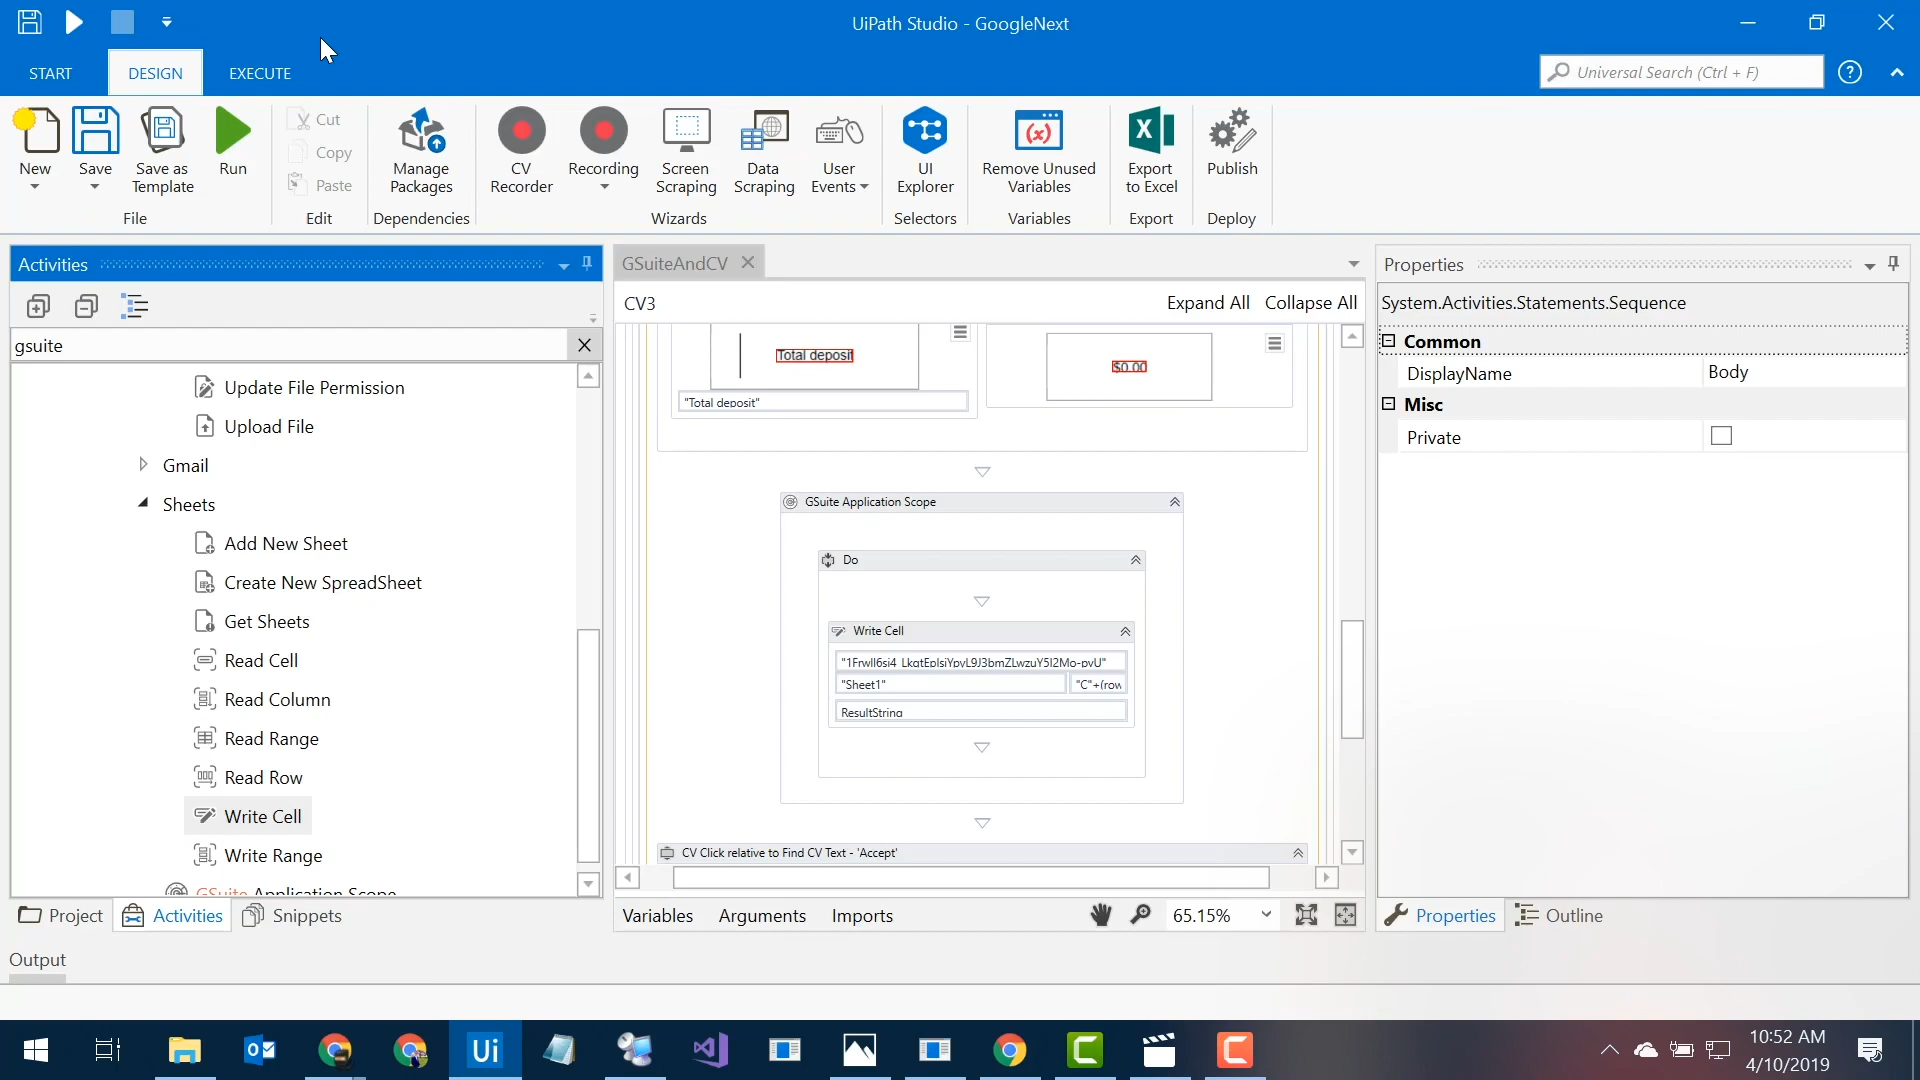 UiPath Studio - GoogleNext
START
DESIGN
EXECUTE
Universal Search (Ctrl + F)
New
Save
Save as Template
Run
Cut
Copy
Paste
Manage Packages
CV Recorder
Recording
Screen Scraping
Data Scraping
User Events
UI Explorer
Remove Unused Variables
Export to Excel
Publish
File
Edit
Dependencies
Wizards
Selectors
Variables
Export
Deploy
Activities
gsuite
Update File Permission
Upload File
Gmail
Sheets
Add New Sheet
Create New SpreadSheet
Get Sheets
Read Cell
Read Column
Read Range
Read Row
Write Cell
Write Range
GSuite Application Scope
Project
Activities
Snippets
Output
GSuiteAndCV
CV3
Expand All
Collapse All
Total deposit
"Total deposit"
$0.00
GSuite Application Scope
Do
Write Cell
"Sheet1"
"C"+(row
ResultString
CV Click relative to Find CV Text - 'Accept'
Variables
Arguments
Imports
65.15%
Properties
System.Activities.Statements.Sequence
Common
DisplayName
Body
Misc
Private
Properties
Outline
Ui
10:52 AM
4/10/2019